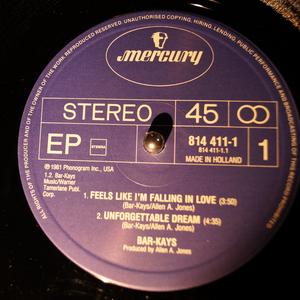 ALL RIGHTS OF THE PRODUCER AND OF THE OWNER OF THE WORK REPRODUCED RESERVED. UNAUTHORISED COPYING, HIRING, LENDING, PUBLIC PERFORMANCE AND BROADCASTING OF THIS RECORD PROHIBITED.
mercury
STEREO 45
EP
STEMRA
814 411-1
814 411-1.1
MADE IN HOLLAND
1
℗ 1981 Phonogram Inc., USA
1.2. Bar-Kays
Music/Warner
Tamerlane Publ.
Corp.
1. FEELS LIKE I'M FALLING IN LOVE (3:50)
(Bar-Kays/Allen A. Jones)
2. UNFORGETTABLE DREAM (4:35)
(Bar-Kays/Allen A. Jones)
BAR-KAYS
Produced by Allen A. Jones